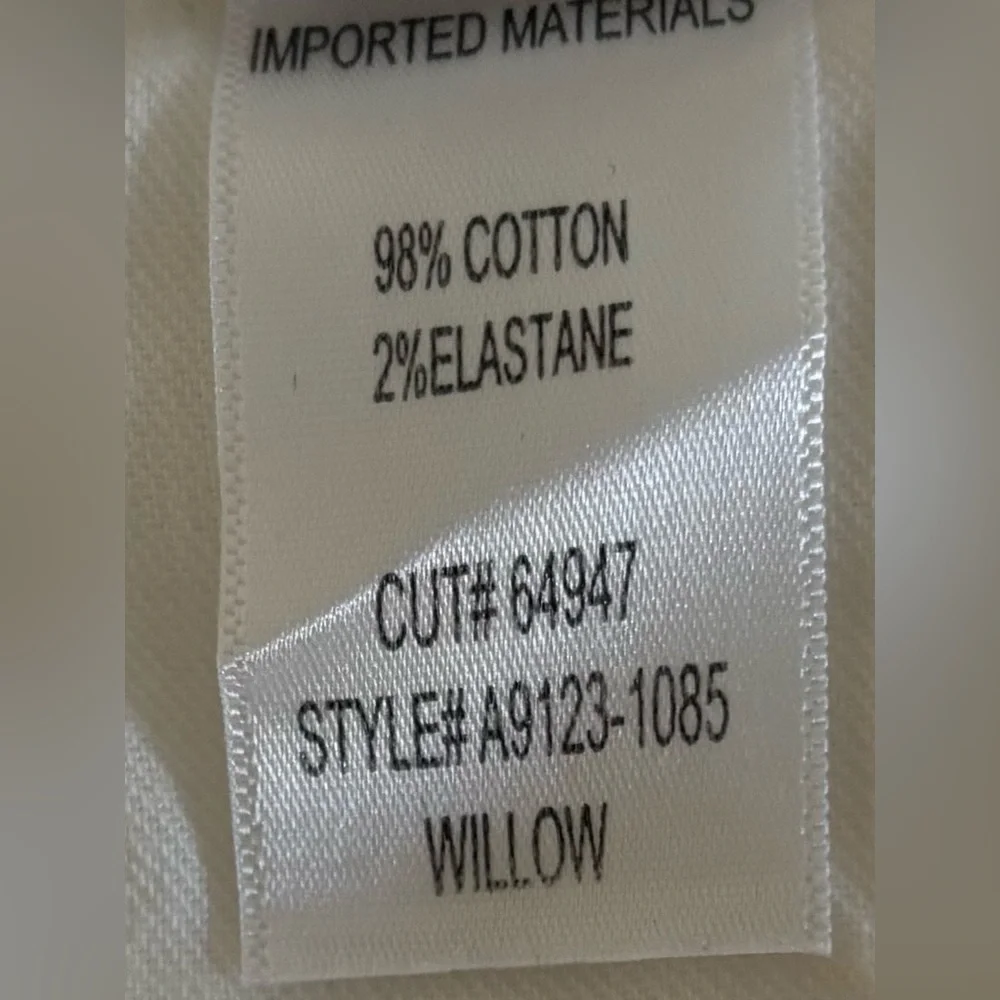 IMPORTED MATERIALS
98% COTTON
2%ELASTANE
CUT# 64947
STYLE# A9123-1085
WILLOW